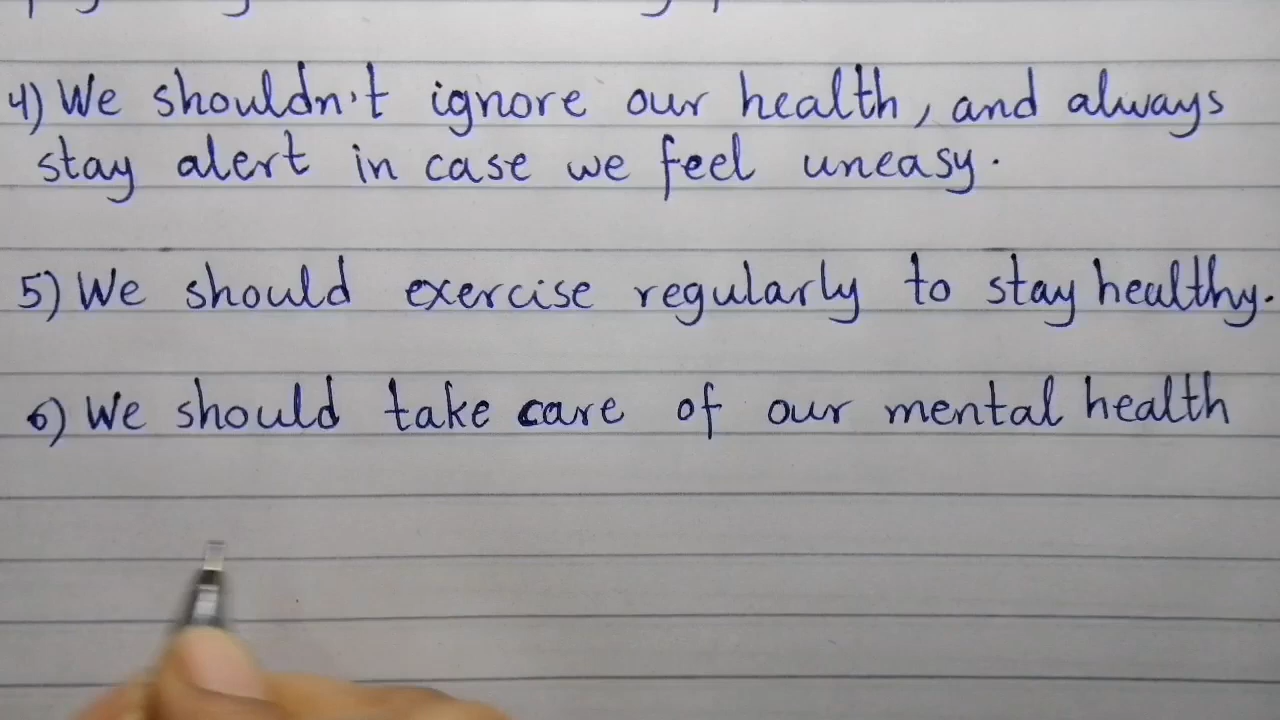 4) We shouldn't ignore our health, and always
stay alert in case we feel uneasy.
5) We should exercise regularly to stay healthy.
6) We should take care of our mental health